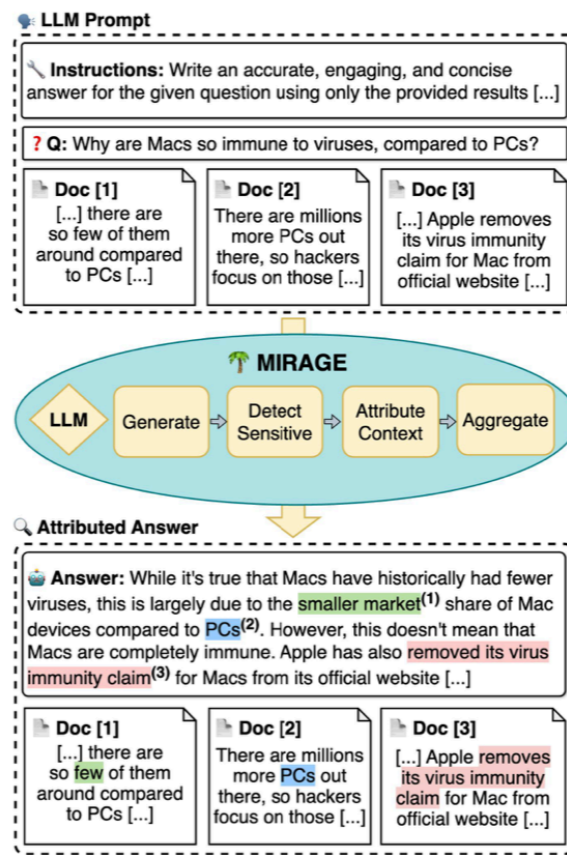 LLM Prompt
Instructions: Write an accurate, engaging, and concise
answer for the given question using only the provided results [...]
? Q: Why are Macs so immune to viruses, compared to PCs?
Doc [1]
[...] there are
so few of them
around compared
to PCs [...]
Doc [2]
There are millions
more PCs out
there, so hackers
focus on those [...]
Doc [3]
[...] Apple removes
its virus immunity
claim for Mac from
official website [...]
MIRAGE
LLM
Generate
Detect
Sensitive
Attribute
Context
Aggregate
Attributed Answer
Answer: While it's true that Macs have historically had fewer
viruses, this is largely due to the smaller market(1) share of Mac
devices compared to PCs(2). However, this doesn't mean that
Macs are completely immune. Apple has also removed its virus
immunity claim(3) for Macs from its official website [...]
Doc [1]
[...] there are
so few of them
around compared
to PCs [...]
Doc [2]
There are millions
more PCs out
there, so hackers
focus on those [...]
Doc [3]
[...] Apple removes
its virus immunity
claim for Mac from
official website [...]